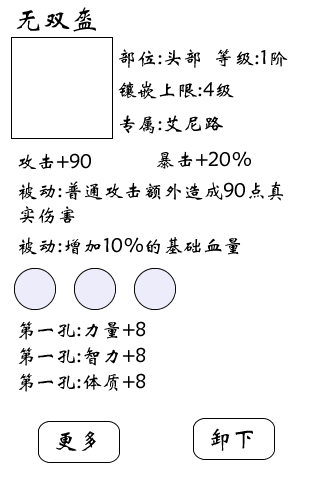 无双盔
部位:头部 等级:1阶
镶嵌上限:4级
专属:艾尼路
攻击+90 暴击+20%
被动:普通攻击额外造成90点真
实伤害
被动:增加10%的基础血量
第一孔:力量+8
第一孔:智力+8
第一孔:体质+8
更多 卸下